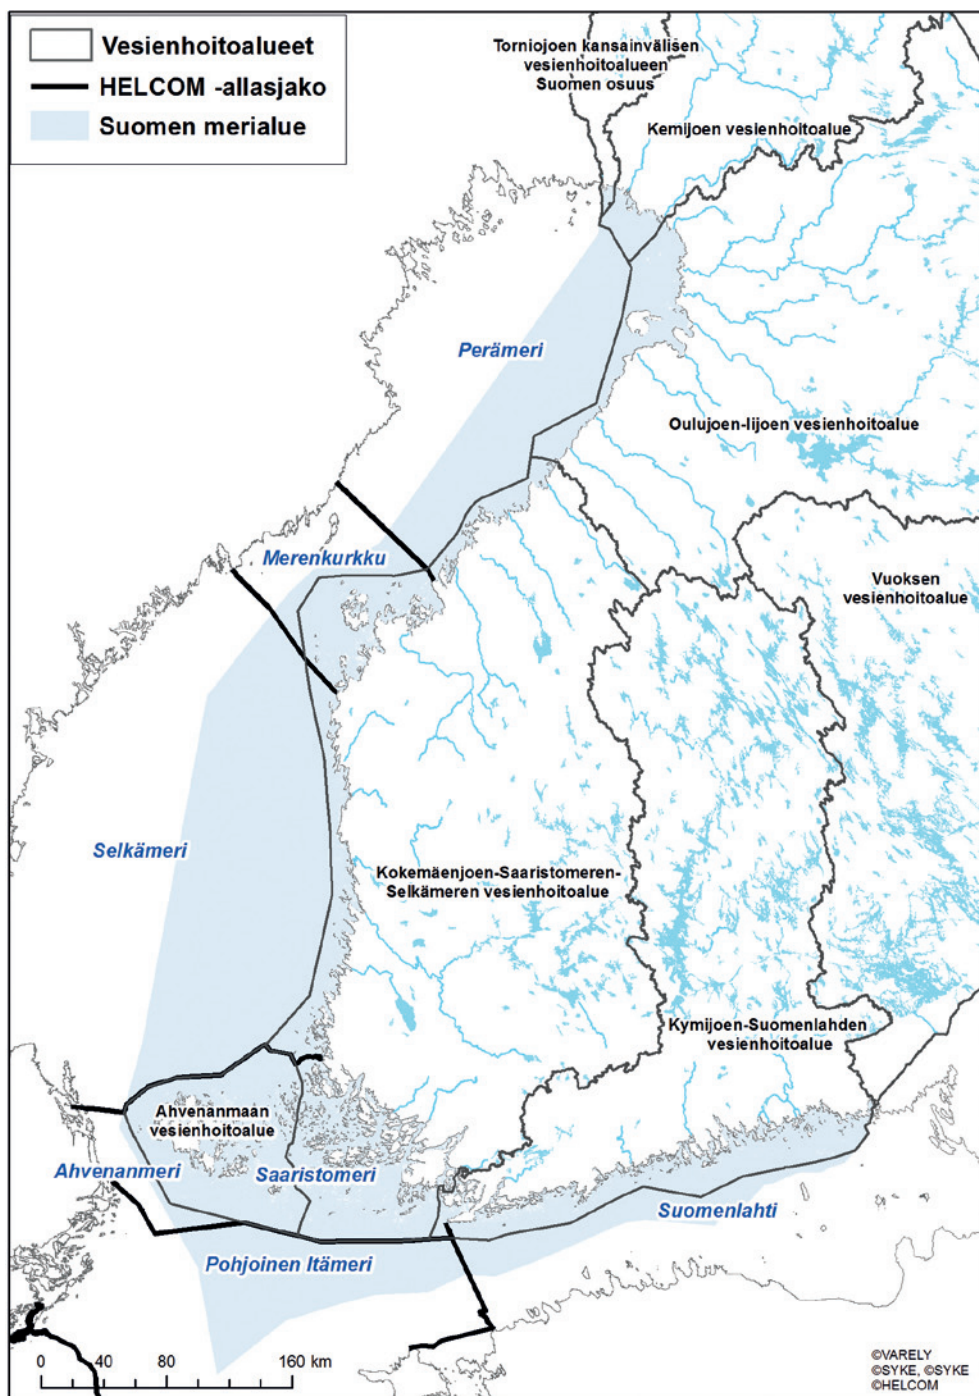 Vesienhoitoalueet
HELCOM -allasjako
Suomen merialue
Torniojoen kansainvälisen
vesienhoitoalueen
Suomen osuus
Kemijoen vesienhoitoalue
Perämeri
Oulujoen-Iijoen vesienhoitoalue
Merenkurkku
Vuoksen
vesienhoitoalue
Selkämeri
Kokemäenjoen-Saaristomeren-
Selkämeren vesienhoitoalue
Kymijoen-Suomenlahden
vesienhoitoalue
Ahvenanmaan
vesienhoitoalue
Ahvenanmeri
Saaristomeri
Suomenlahti
Pohjoinen Itämeri
0 40 80 160 km
©VARELY
©SYKE, ©SYKE
©HELCOM